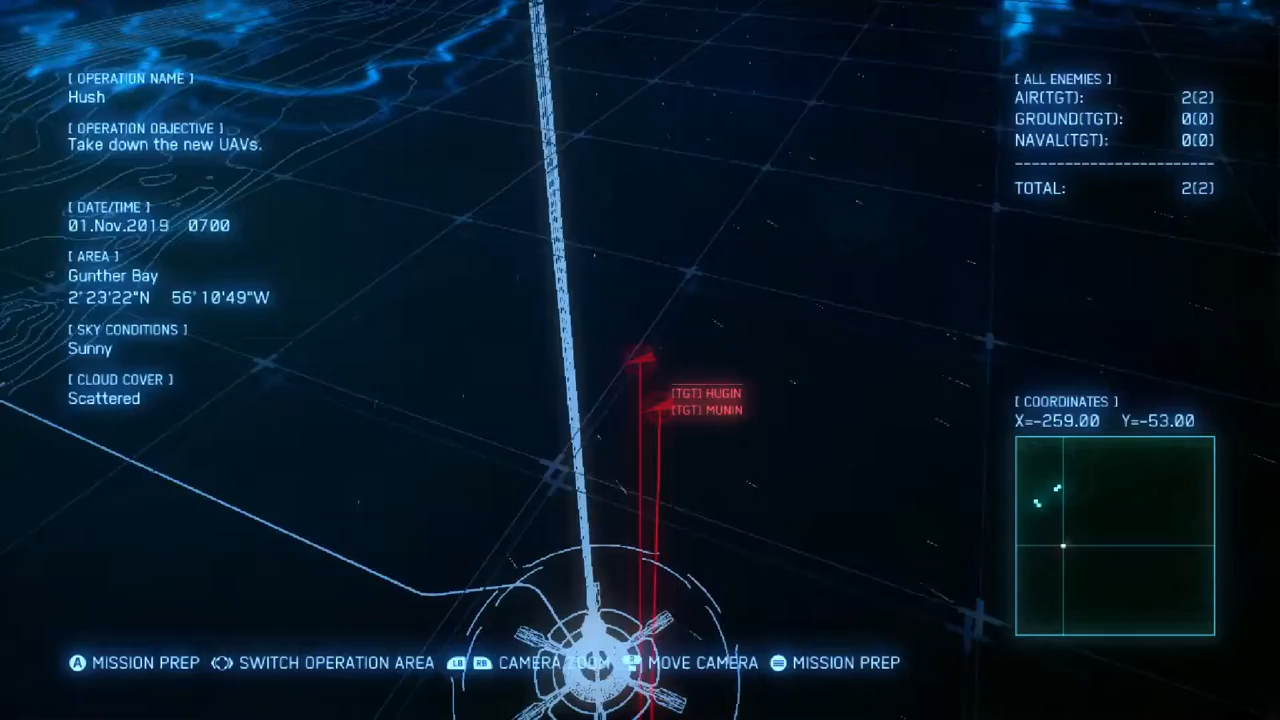 [ OPERATION NAME ]
Hush
[ OPERATION OBJECTIVE ]
Take down the new UAVs.
[ DATE/TIME ]
01.Nov.2019 0700
[ AREA ]
Gunther Bay
2°23'22"N 56°10'49"W
[ SKY CONDITIONS ]
Sunny
[ CLOUD COVER ]
Scattered
[ ALL ENEMIES ]
AIR(TGT): 2(2)
GROUND(TGT): 0(0)
NAVAL(TGT): 0(0)
------------------------
TOTAL: 2(2)
[TGT] HUGIN
[TGT] MUNIN
[ COORDINATES ]
X=-259.00 Y=-53.00
A MISSION PREP SWITCH OPERATION AREA LB RB CAMERA ZOOM MOVE CAMERA MISSION PREP